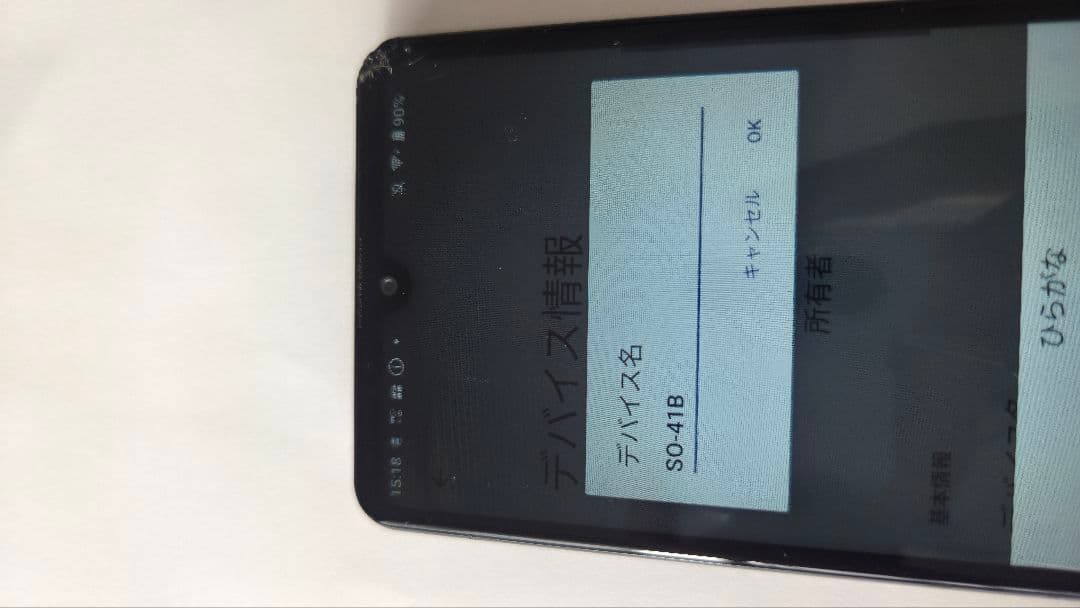 15:18
90%
デバイス情報
デバイス名
SO-41B
キャンセル OK
所有者
基本情報
ひらがな